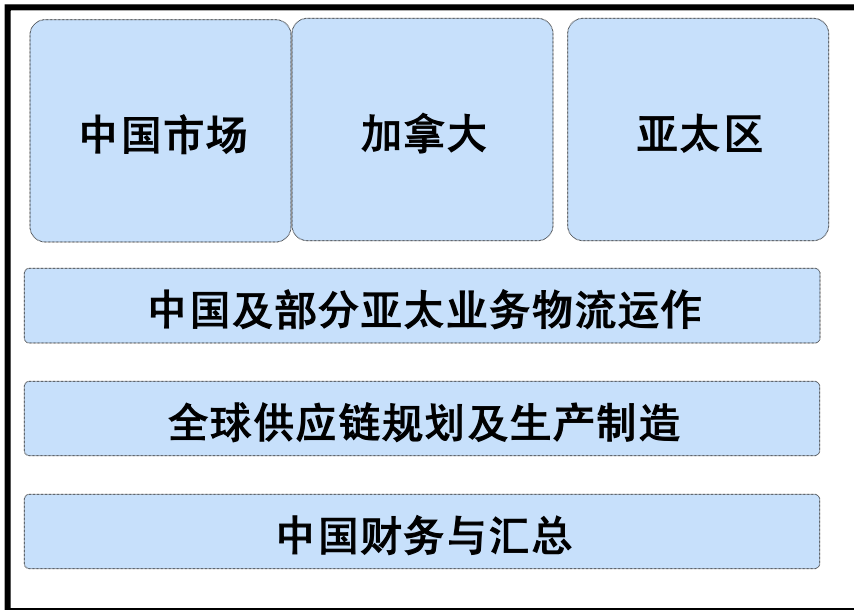 中国市场
加拿大
亚太区
中国及部分亚太业务物流运作
全球供应链规划及生产制造
中国财务与汇总